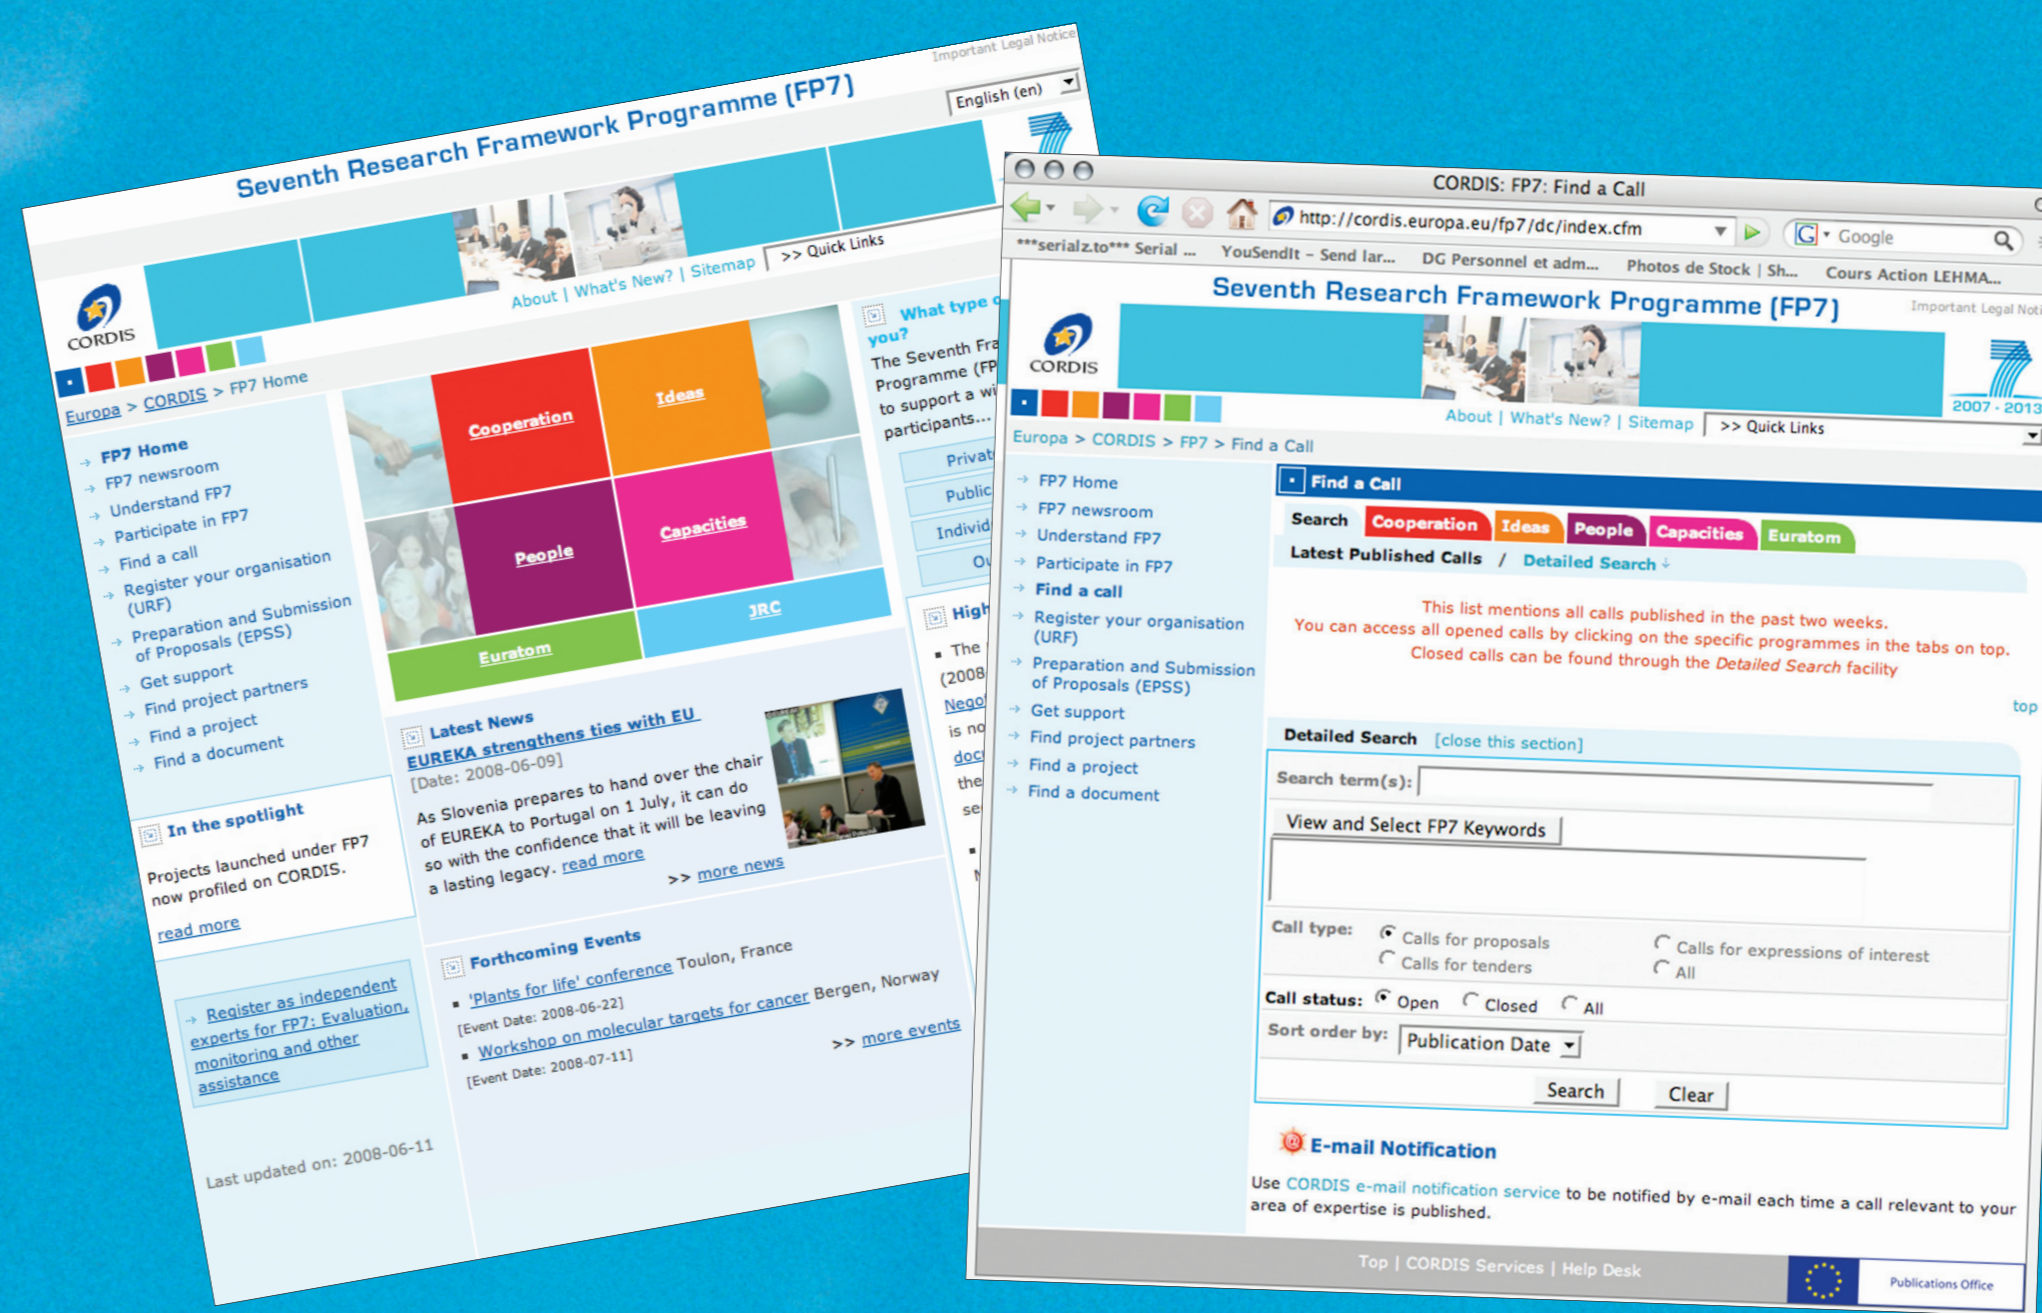 Important Legal Notice
Seventh Research Framework Programme (FP7)
English (en)
CORDIS
About | What's New? | Sitemap
>> Quick Links
Europa > CORDIS > FP7 Home
FP7 Home
FP7 newsroom
Understand FP7
Participate in FP7
Find a call
Register your organisation
(URF)
Preparation and Submission
of Proposals (EPSS)
Get support
Find project partners
Find a project
Find a document
In the spotlight
Projects launched under FP7
now profiled on CORDIS.
read more
Register as independent
experts for FP7: Evaluation,
monitoring and other
assistance
Last updated on: 2008-06-11
Cooperation
Ideas
People
Capacities
Euratom
JRC
Latest News
EUREKA strengthens ties with EU
[Date: 2008-06-09]
As Slovenia prepares to hand over the chair
of EUREKA to Portugal on 1 July, it can do
so with the confidence that it will be leaving
a lasting legacy. read more
>> more news
Forthcoming Events
'Plants for life' conference Toulon, France
[Event Date: 2008-06-22]
Workshop on molecular targets for cancer Bergen, Norway
[Event Date: 2008-07-11]
>> more events
What type
you?
The Seventh
Programme
to support a
participants...
(2008
is
CORDIS: FP7: Find a Call
http://cordis.europa.eu/fp7/dc/index.cfm
Google
***serialz.to*** Serial ...
YouSendIt – Send lar...
DG Personnel et adm...
Photos de Stock | Sh...
Cours Action LEHMA...
Seventh Research Framework Programme (FP7)
Important Legal
CORDIS
2007 - 2013
About | What's New? | Sitemap
>> Quick Links
Europa > CORDIS > FP7 > Find a Call
FP7 Home
FP7 newsroom
Understand FP7
Participate in FP7
Find a call
Register your organisation
(URF)
Preparation and Submission
of Proposals (EPSS)
Get support
Find project partners
Find a project
Find a document
Find a Call
Search Cooperation Ideas People Capacities Euratom
Latest Published Calls / Detailed Search
This list mentions all calls published in the past two weeks.
You can access all opened calls by clicking on the specific programmes in the tabs on top.
Closed calls can be found through the Detailed Search facility
top
Detailed Search [close this section]
Search term(s):
View and Select FP7 Keywords
Call type: Calls for proposals Calls for expressions of interest
Calls for tenders All
Call status: Open Closed All
Sort order by: Publication Date
Search Clear
E-mail Notification
Use CORDIS e-mail notification service to be notified by e-mail each time a call relevant to your
area of expertise is published.
Top | CORDIS Services | Help Desk
Publications Office